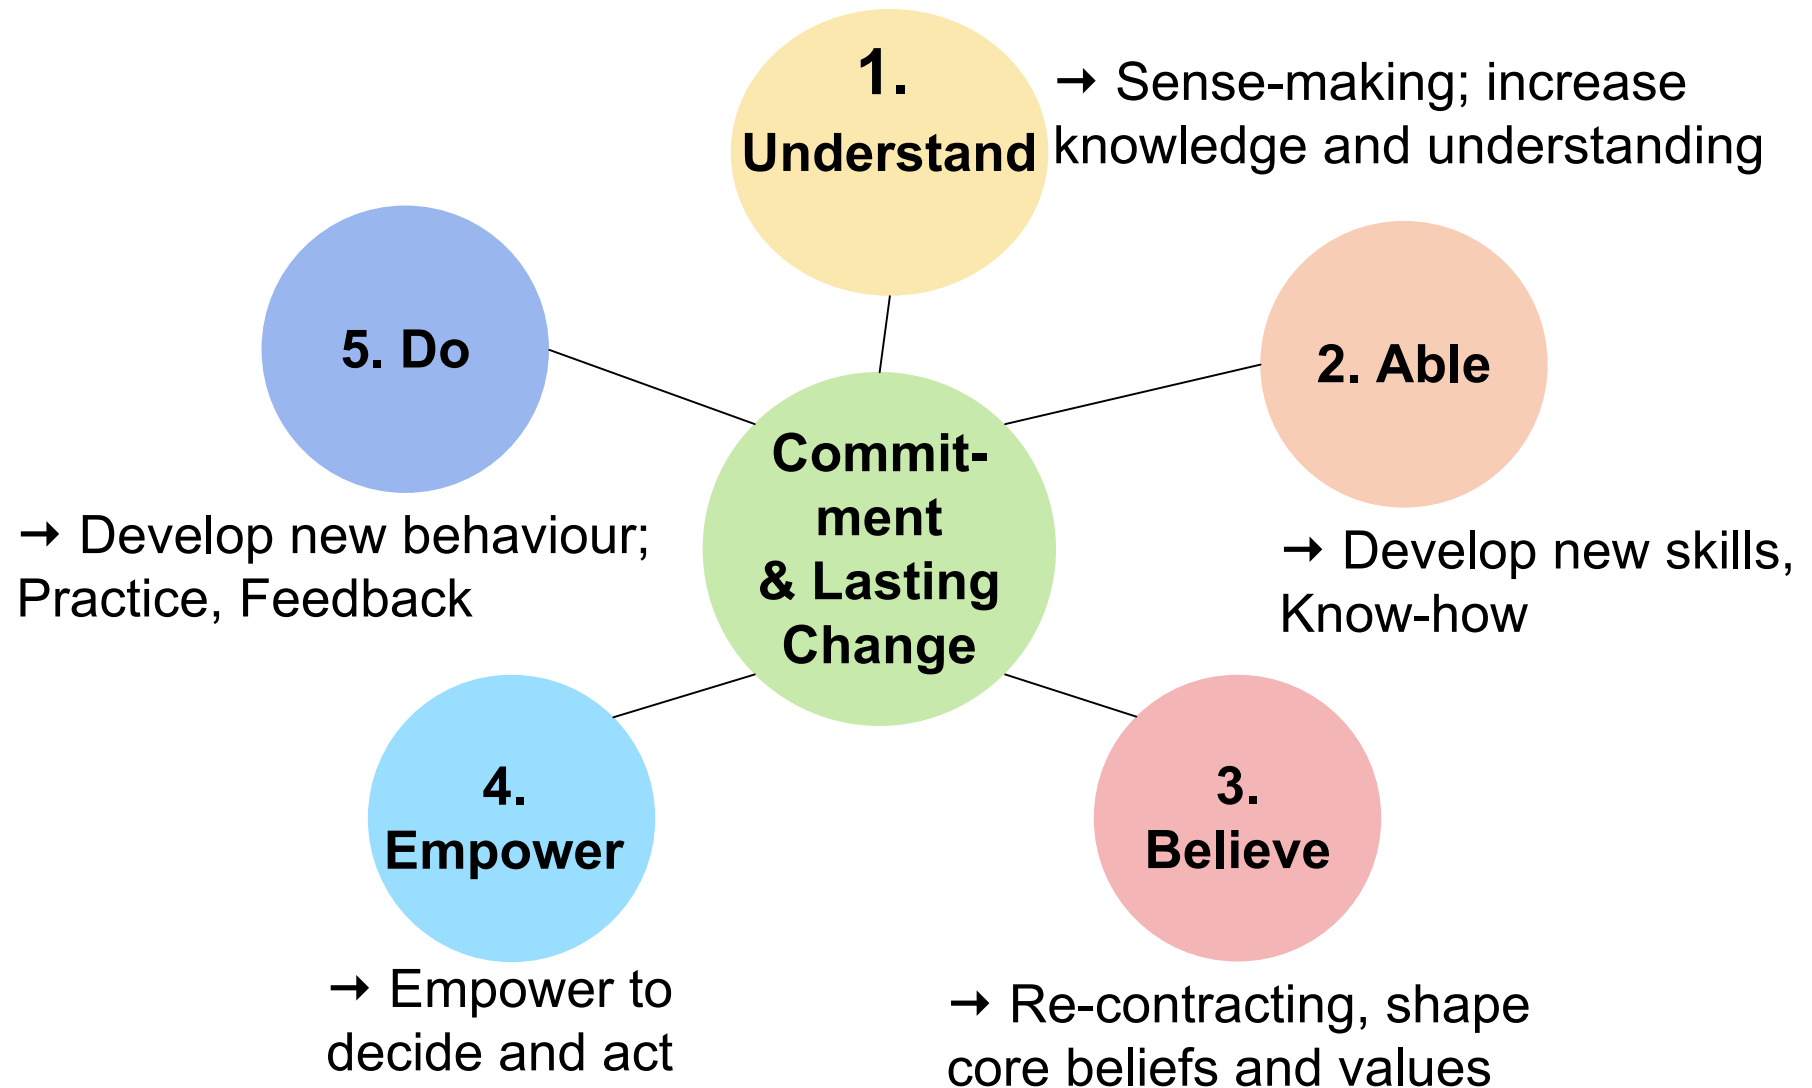 1.
Understand
→ Sense-making; increase
knowledge and understanding
2. Able
→ Develop new skills,
Know-how
3.
Believe
→ Re-contracting, shape
core beliefs and values
4.
Empower
→ Empower to
decide and act
5. Do
→ Develop new behaviour;
Practice, Feedback
Commit-
ment
& Lasting
Change